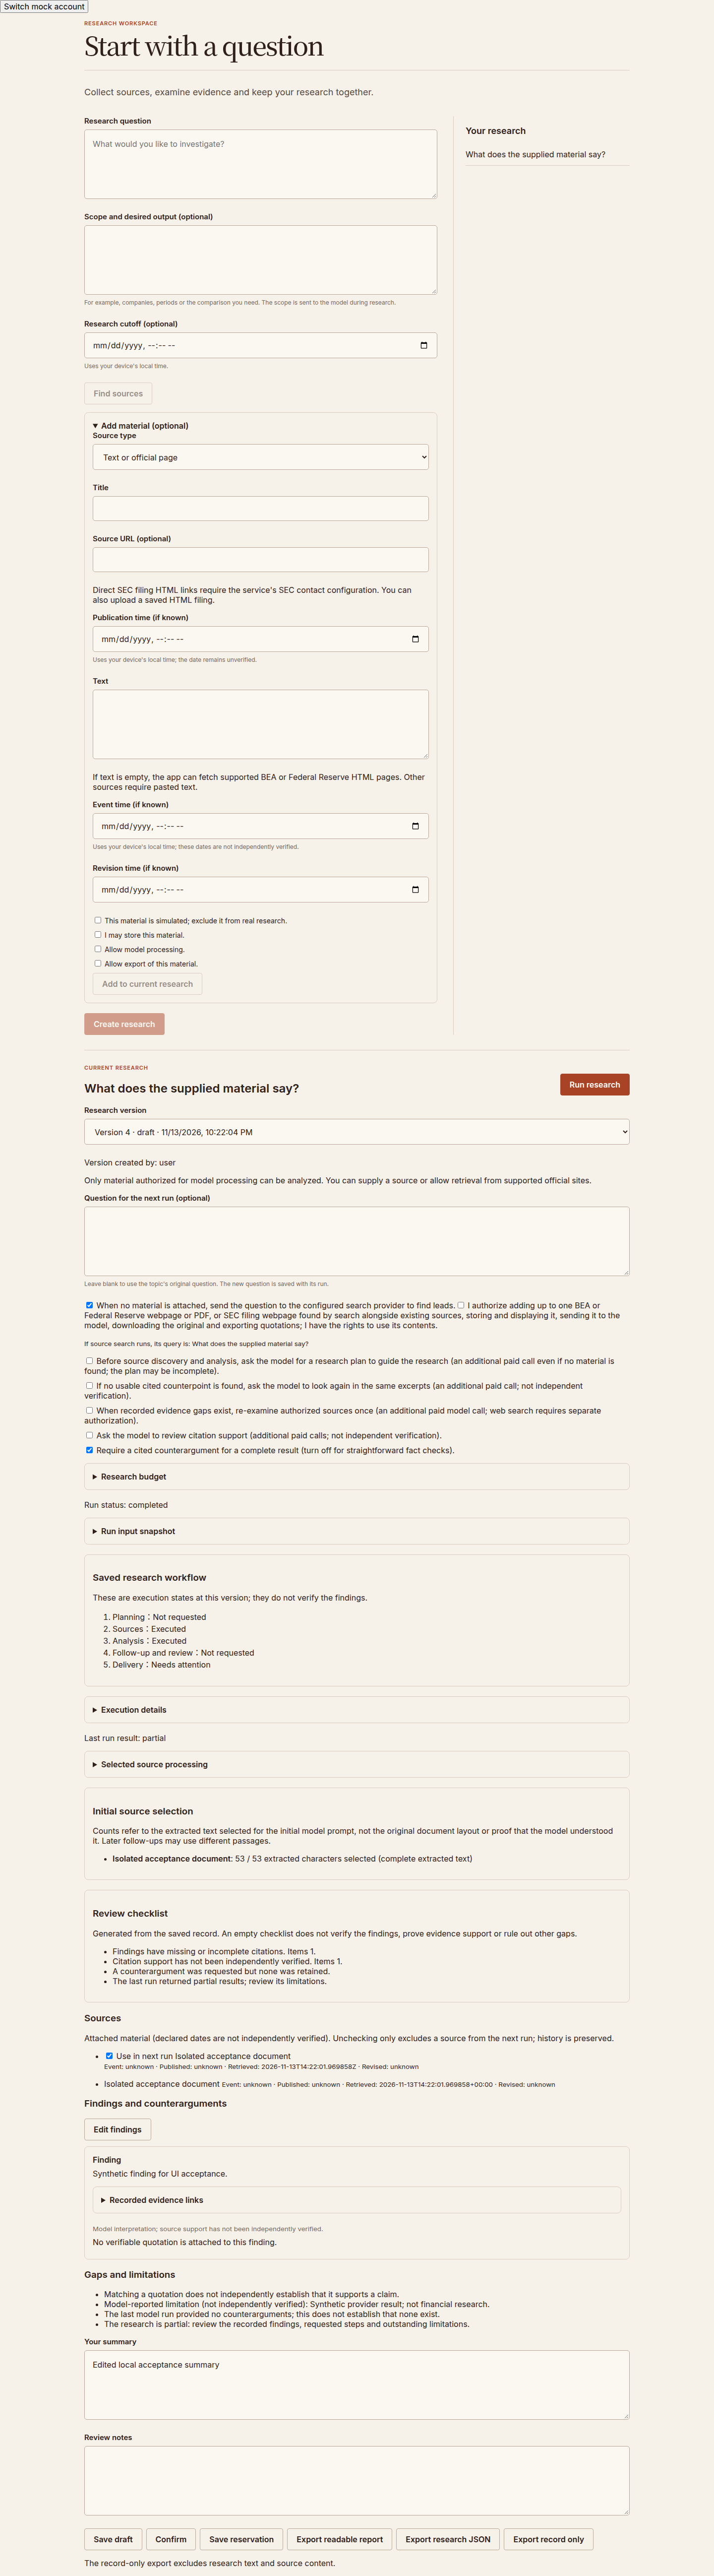 Switch mock account
RESEARCH WORKSPACE
Start with a question
Collect sources, examine evidence and keep your research together.
Research question
What would you like to investigate?
Scope and desired output (optional)
For example, companies, periods or the comparison you need. The scope is sent to the model during research.
Research cutoff (optional)
mm/dd/yyyy, --:-- --
Uses your device's local time.
Find sources
▼ Add material (optional)
Source type
Text or official page
Title
Source URL (optional)
Direct SEC filing HTML links require the service's SEC contact configuration. You can
also upload a saved HTML filing.
Publication time (if known)
mm/dd/yyyy, --:-- --
Uses your device's local time; the date remains unverified.
Text
If text is empty, the app can fetch supported BEA or Federal Reserve HTML pages. Other
sources require pasted text.
Event time (if known)
mm/dd/yyyy, --:-- --
Uses your device's local time; these dates are not independently verified.
Revision time (if known)
mm/dd/yyyy, --:-- --
This material is simulated; exclude it from real research.
I may store this material.
Allow model processing.
Allow export of this material.
Add to current research
Create research
Your research
What does the supplied material say?
CURRENT RESEARCH
What does the supplied material say?
Run research
Research version
Version 4 · draft · 11/13/2026, 10:22:04 PM
Version created by: user
Only material authorized for model processing can be analyzed. You can supply a source or allow retrieval from supported official sites.
Question for the next run (optional)
Leave blank to use the topic's original question. The new question is saved with its run.
When no material is attached, send the question to the configured search provider to find leads. I authorize adding up to one BEA or
Federal Reserve webpage or PDF, or SEC filing webpage found by search alongside existing sources, storing and displaying it, sending it to the
model, downloading the original and exporting quotations; I have the rights to use its contents.
If source search runs, its query is: What does the supplied material say?
Before source discovery and analysis, ask the model for a research plan to guide the research (an additional paid call even if no material is
found; the plan may be incomplete).
If no usable cited counterpoint is found, ask the model to look again in the same excerpts (an additional paid call; not independent
verification).
When recorded evidence gaps exist, re-examine authorized sources once (an additional paid model call; web search requires separate
authorization).
Ask the model to review citation support (additional paid calls; not independent verification).
Require a cited counterargument for a complete result (turn off for straightforward fact checks).
▶ Research budget
Run status: completed
▶ Run input snapshot
Saved research workflow
These are execution states at this version; they do not verify the findings.
1. Planning：Not requested
2. Sources：Executed
3. Analysis：Executed
4. Follow-up and review：Not requested
5. Delivery：Needs attention
▶ Execution details
Last run result: partial
▶ Selected source processing
Initial source selection
Counts refer to the extracted text selected for the initial model prompt, not the original document layout or proof that the model understood
it. Later follow-ups may use different passages.
• Isolated acceptance document: 53 / 53 extracted characters selected (complete extracted text)
Review checklist
Generated from the saved record. An empty checklist does not verify the findings, prove evidence support or rule out other gaps.
• Findings have missing or incomplete citations. Items 1.
• Citation support has not been independently verified. Items 1.
• A counterargument was requested but none was retained.
• The last run returned partial results; review its limitations.
Sources
Attached material (declared dates are not independently verified). Unchecking only excludes a source from the next run; history is preserved.
• Use in next run Isolated acceptance document
Event: unknown · Published: unknown · Retrieved: 2026-11-13T14:22:01.969858Z · Revised: unknown
• Isolated acceptance document Event: unknown · Published: unknown · Retrieved: 2026-11-13T14:22:01.969858+00:00 · Revised: unknown
Findings and counterarguments
Edit findings
Finding
Synthetic finding for UI acceptance.
▶ Recorded evidence links
Model interpretation; source support has not been independently verified.
No verifiable quotation is attached to this finding.
Gaps and limitations
• Matching a quotation does not independently establish that it supports a claim.
• Model-reported limitation (not independently verified): Synthetic provider result; not financial research.
• The last model run provided no counterarguments; this does not establish that none exist.
• The research is partial: review the recorded findings, requested steps and outstanding limitations.
Your summary
Edited local acceptance summary
Review notes
Save draft
Confirm
Save reservation
Export readable report
Export research JSON
Export record only
The record-only export excludes research text and source content.